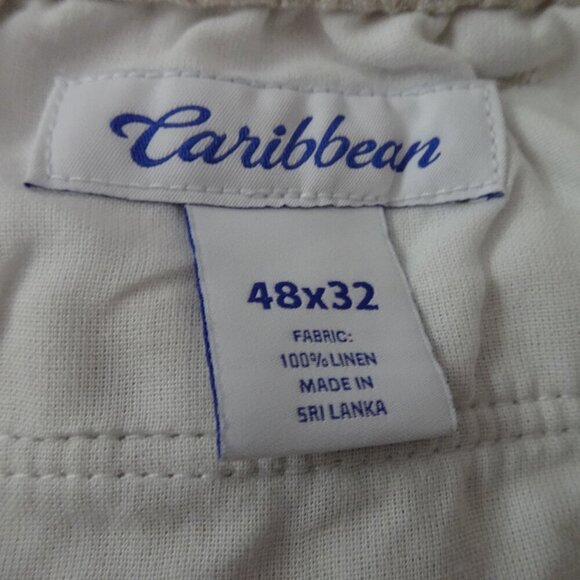 Caribbean
48x32
FABRIC:
100% LINEN
MADE IN
SRI LANKA